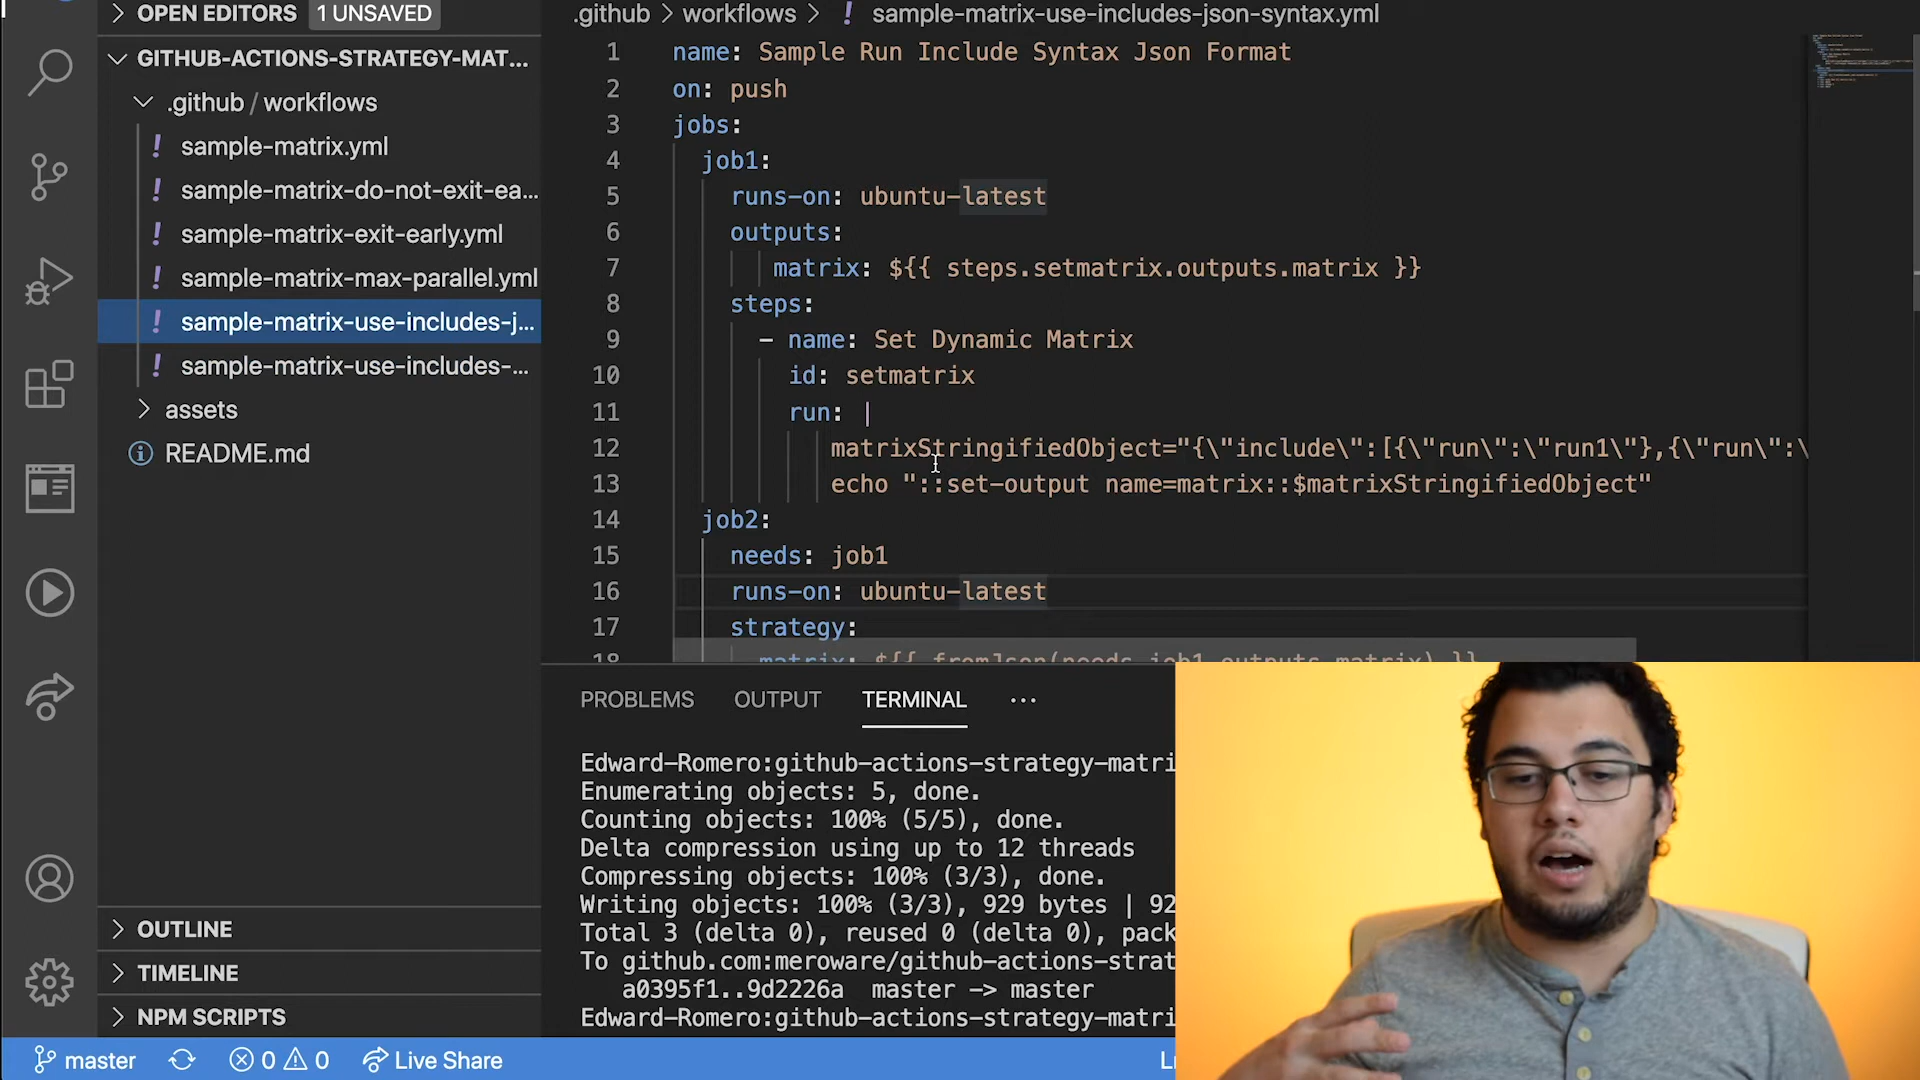 OPEN EDITORS 1 UNSAVED
GITHUB-ACTIONS-STRATEGY-MAT...
.github / workflows
! sample-matrix.yml
! sample-matrix-do-not-exit-ea...
! sample-matrix-exit-early.yml
! sample-matrix-max-parallel.yml
! sample-matrix-use-includes-j...
! sample-matrix-use-includes-...
assets
README.md
OUTLINE
TIMELINE
NPM SCRIPTS
.github > workflows > ! sample-matrix-use-includes-json-syntax.yml
1 name: Sample Run Include Syntax Json Format
2 on: push
3 jobs:
4 job1:
5 runs-on: ubuntu-latest
6 outputs:
7 matrix: ${{ steps.setmatrix.outputs.matrix }}
8 steps:
9 - name: Set Dynamic Matrix
10 id: setmatrix
11 run: |
12 matrixStringifiedObject="{\"include\":[{\"run\":\"run1\"},{\"run\":\
13 echo "::set-output name=matrix::$matrixStringifiedObject"
14 job2:
15 needs: job1
16 runs-on: ubuntu-latest
17 strategy:
18 matrix: ${{ fromJson(needs.job1.outputs.matrix) }}
PROBLEMS OUTPUT TERMINAL ...
Edward-Romero:github-actions-strategy-matri
Enumerating objects: 5, done.
Counting objects: 100% (5/5), done.
Delta compression using up to 12 threads
Compressing objects: 100% (3/3), done.
Writing objects: 100% (3/3), 929 bytes | 92
Total 3 (delta 0), reused 0 (delta 0), pack
To github.com:meroware/github-actions-strat
a0395f1..9d2226a master -> master
Edward-Romero:github-actions-strategy-matri
master 0 0 Live Share